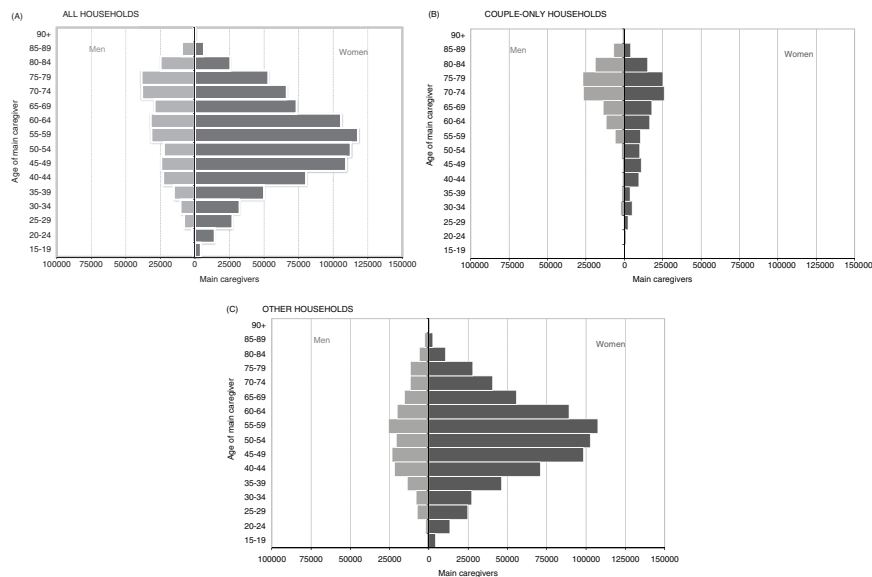 (A) ALL HOUSEHOLDS
Men
Women
Age of main caregiver
90+
85-89
80-84
75-79
70-74
65-69
60-64
55-59
50-54
45-49
40-44
35-39
30-34
25-29
20-24
15-19
100000 75000 50000 25000 0 25000 50000 75000 100000 125000 150000
Main caregivers
(B) COUPLE-ONLY HOUSEHOLDS
Men
Women
Age of main caregiver
90+
85-89
80-84
75-79
70-74
65-69
60-64
55-59
50-54
45-49
40-44
35-39
30-34
25-29
20-24
15-19
100000 75000 50000 25000 0 25000 50000 75000 100000 125000 150000
Main caregivers
(C) OTHER HOUSEHOLDS
Men
Women
Age of main caregiver
90+
85-89
80-84
75-79
70-74
65-69
60-64
55-59
50-54
45-49
40-44
35-39
30-34
25-29
20-24
15-19
100000 75000 50000 25000 0 25000 50000 75000 100000 125000 150000
Main caregivers